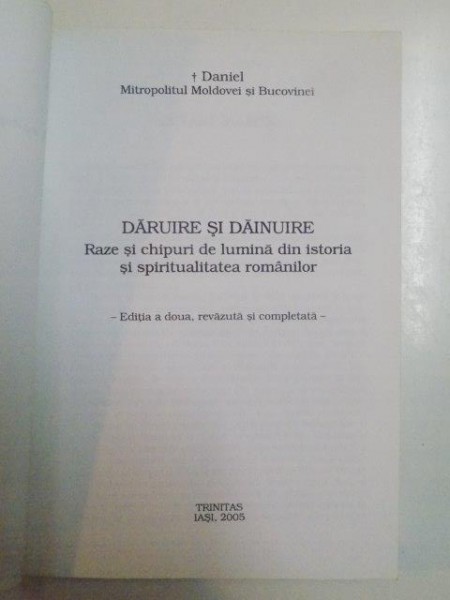 † Daniel
Mitropolitul Moldovei și Bucovinei
DĂRUIRE ȘI DĂINUIRE
Raze și chipuri de lumină din istoria
și spiritualitatea românilor
– Ediția a doua, revăzută și completată –
TRINITAS
IAȘI, 2005